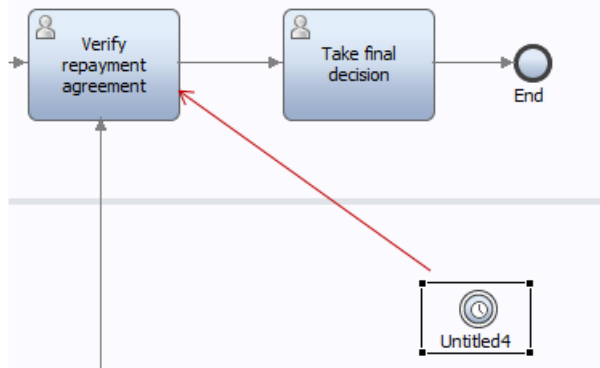 Verify
repayment
agreement
Take final
decision
End
Untitled4